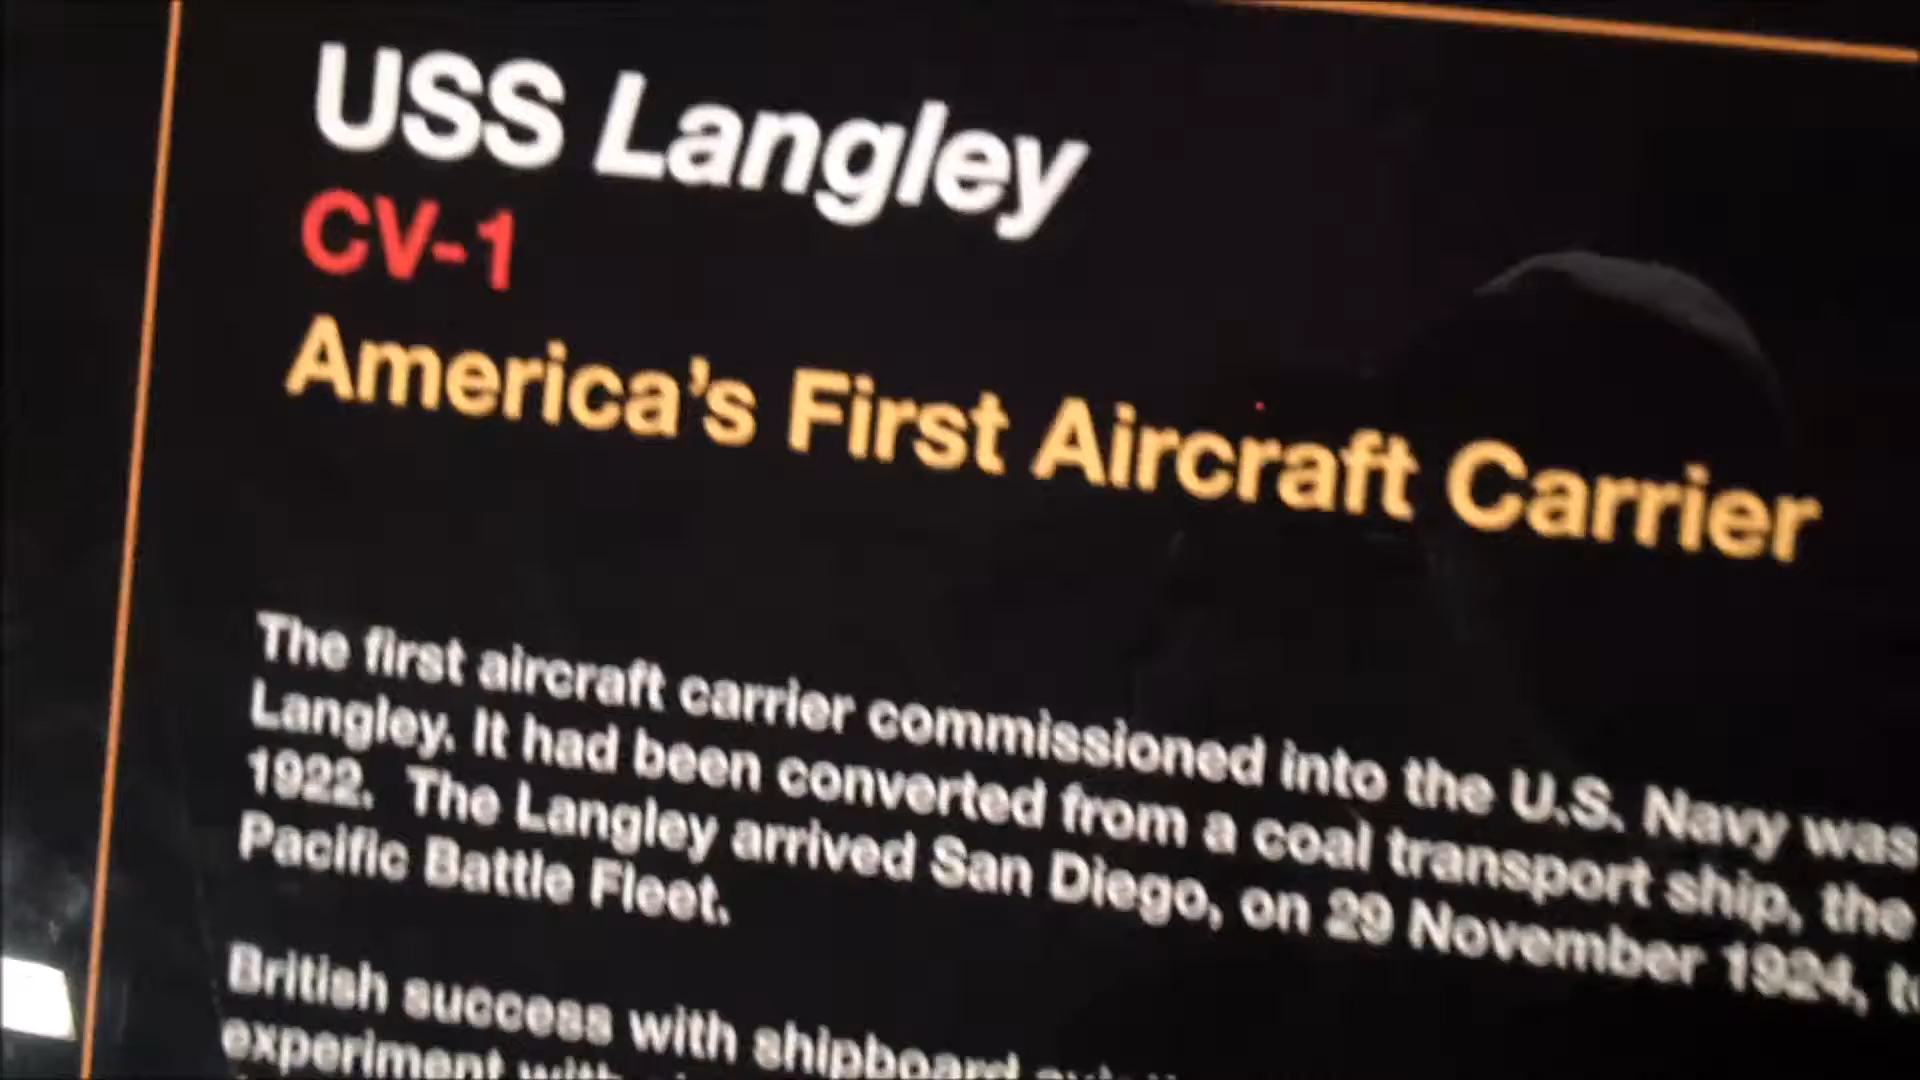 USS Langley
CV-1
America's First Aircraft Carrier
The first aircraft carrier commissioned into the U.S. Navy was
Langley. It had been converted from a coal transport ship, the
1922. The Langley arrived San Diego, on 29 November 1924,
Pacific Battle Fleet.
British success with shipboard
experiment with